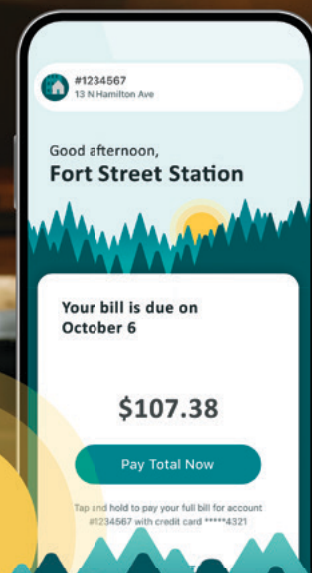 #1234567
13 N Hamilton Ave
Good afternoon,
Fort Street Station
Your bill is due on
October 6
$107.38
Pay Total Now
Tap and hold to pay your full bill for account
#1234567 with credit card *****4321